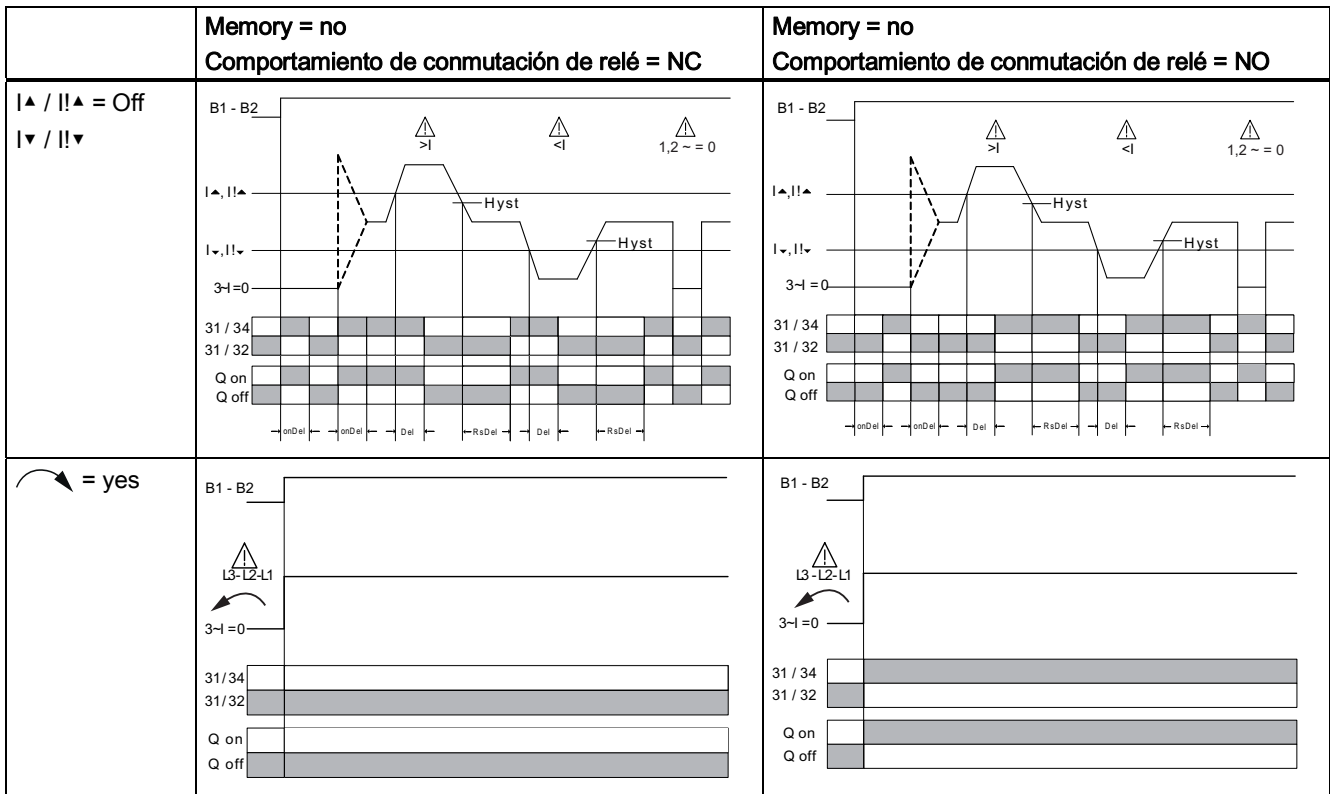 Memory = no
Comportamiento de conmutación de relé = NC
Memory = no
Comportamiento de conmutación de relé = NO
I▲ / I!▲ = Off
I▼ / I!▼
B1 - B2
>I
<I
1,2 ~ = 0
I▲, I!▲
Hyst
I▼, I!▼
Hyst
3~I =0
31 / 34
31 / 32
Q on
Q off
onDel
onDel
Del
RsDel
Del
RsDel
B1 - B2
>I
<I
1,2 ~ = 0
I▲, I!▲
Hyst
I▼, I!▼
Hyst
3~I =0
31 / 34
31 / 32
Q on
Q off
onDel
onDel
Del
RsDel
Del
RsDel
= yes
B1 - B2
L3-L2-L1
3~I =0
31/34
31/32
Q on
Q off
B1 - B2
L3-L2-L1
3~I =0
31 / 34
31 / 32
Q on
Q off